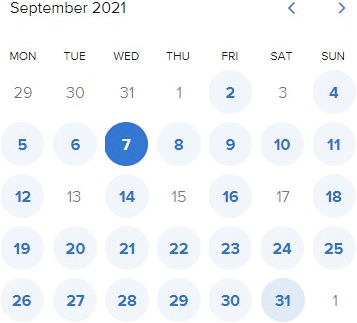 September 2021
MON TUE WED THU FRI SAT SUN
29 30 31 1 2 3 4
5 6 7 8 9 10 11
12 13 14 15 16 17 18
19 20 21 22 23 24 25
26 27 28 29 30 31 1